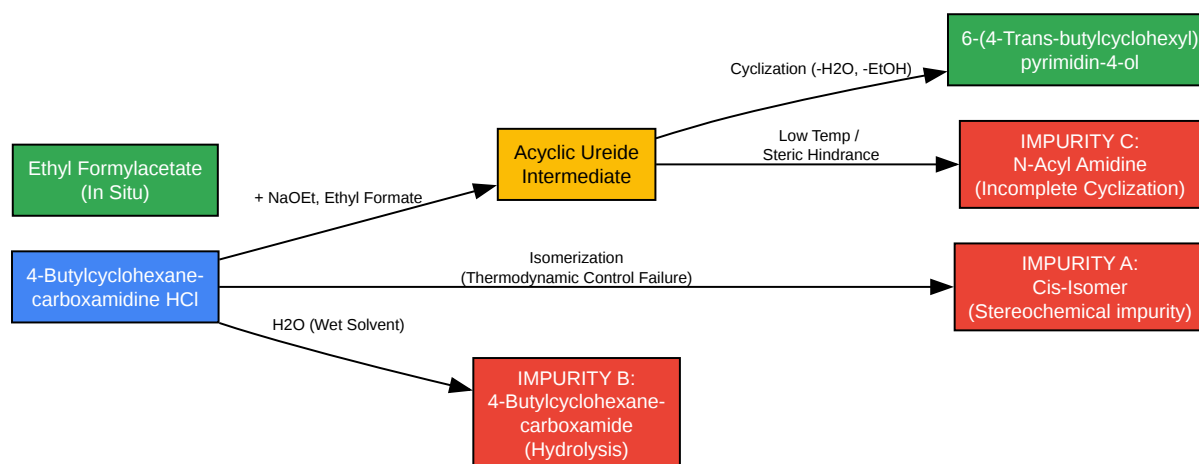 6-(4-Trans-butylcyclohexyl)
pyrimidin-4-ol
Cyclization (-H2O, -EtOH)
Low Temp /
Steric Hindrance
Acyclic Ureide
Intermediate
IMPURITY C:
N-Acyl Amidine
(Incomplete Cyclization)
Ethyl Formylacetate
(In Situ)
+ NaOEt, Ethyl Formate
4-Butylcyclohexane-
carboxamidine HCl
Isomerization
(Thermodynamic Control Failure)
IMPURITY A:
Cis-Isomer
(Stereochemical impurity)
H2O (Wet Solvent)
IMPURITY B:
4-Butylcyclohexane-
carboxamide
(Hydrolysis)